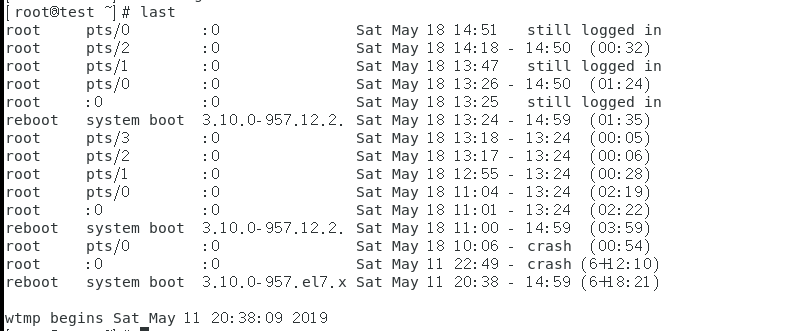 [root@test ~]# last
root pts/0 :0 Sat May 18 14:51 still logged in
root pts/2 :0 Sat May 18 14:18 - 14:50 (00:32)
root pts/1 :0 Sat May 18 13:47 still logged in
root pts/0 :0 Sat May 18 13:26 - 14:50 (01:24)
root :0 :0 Sat May 18 13:25 still logged in
reboot system boot 3.10.0-957.12.2. Sat May 18 13:24 - 14:59 (01:35)
root pts/3 :0 Sat May 18 13:18 - 13:24 (00:05)
root pts/2 :0 Sat May 18 13:17 - 13:24 (00:06)
root pts/1 :0 Sat May 18 12:55 - 13:24 (00:28)
root pts/0 :0 Sat May 18 11:04 - 13:24 (02:19)
root :0 :0 Sat May 18 11:01 - 13:24 (02:22)
reboot system boot 3.10.0-957.12.2. Sat May 18 11:00 - 14:59 (03:59)
root pts/0 :0 Sat May 18 10:06 - crash (00:54)
root :0 :0 Sat May 11 22:49 - crash (6+12:10)
reboot system boot 3.10.0-957.el7.x Sat May 11 20:38 - 14:59 (6+18:21)
wtmp begins Sat May 11 20:38:09 2019